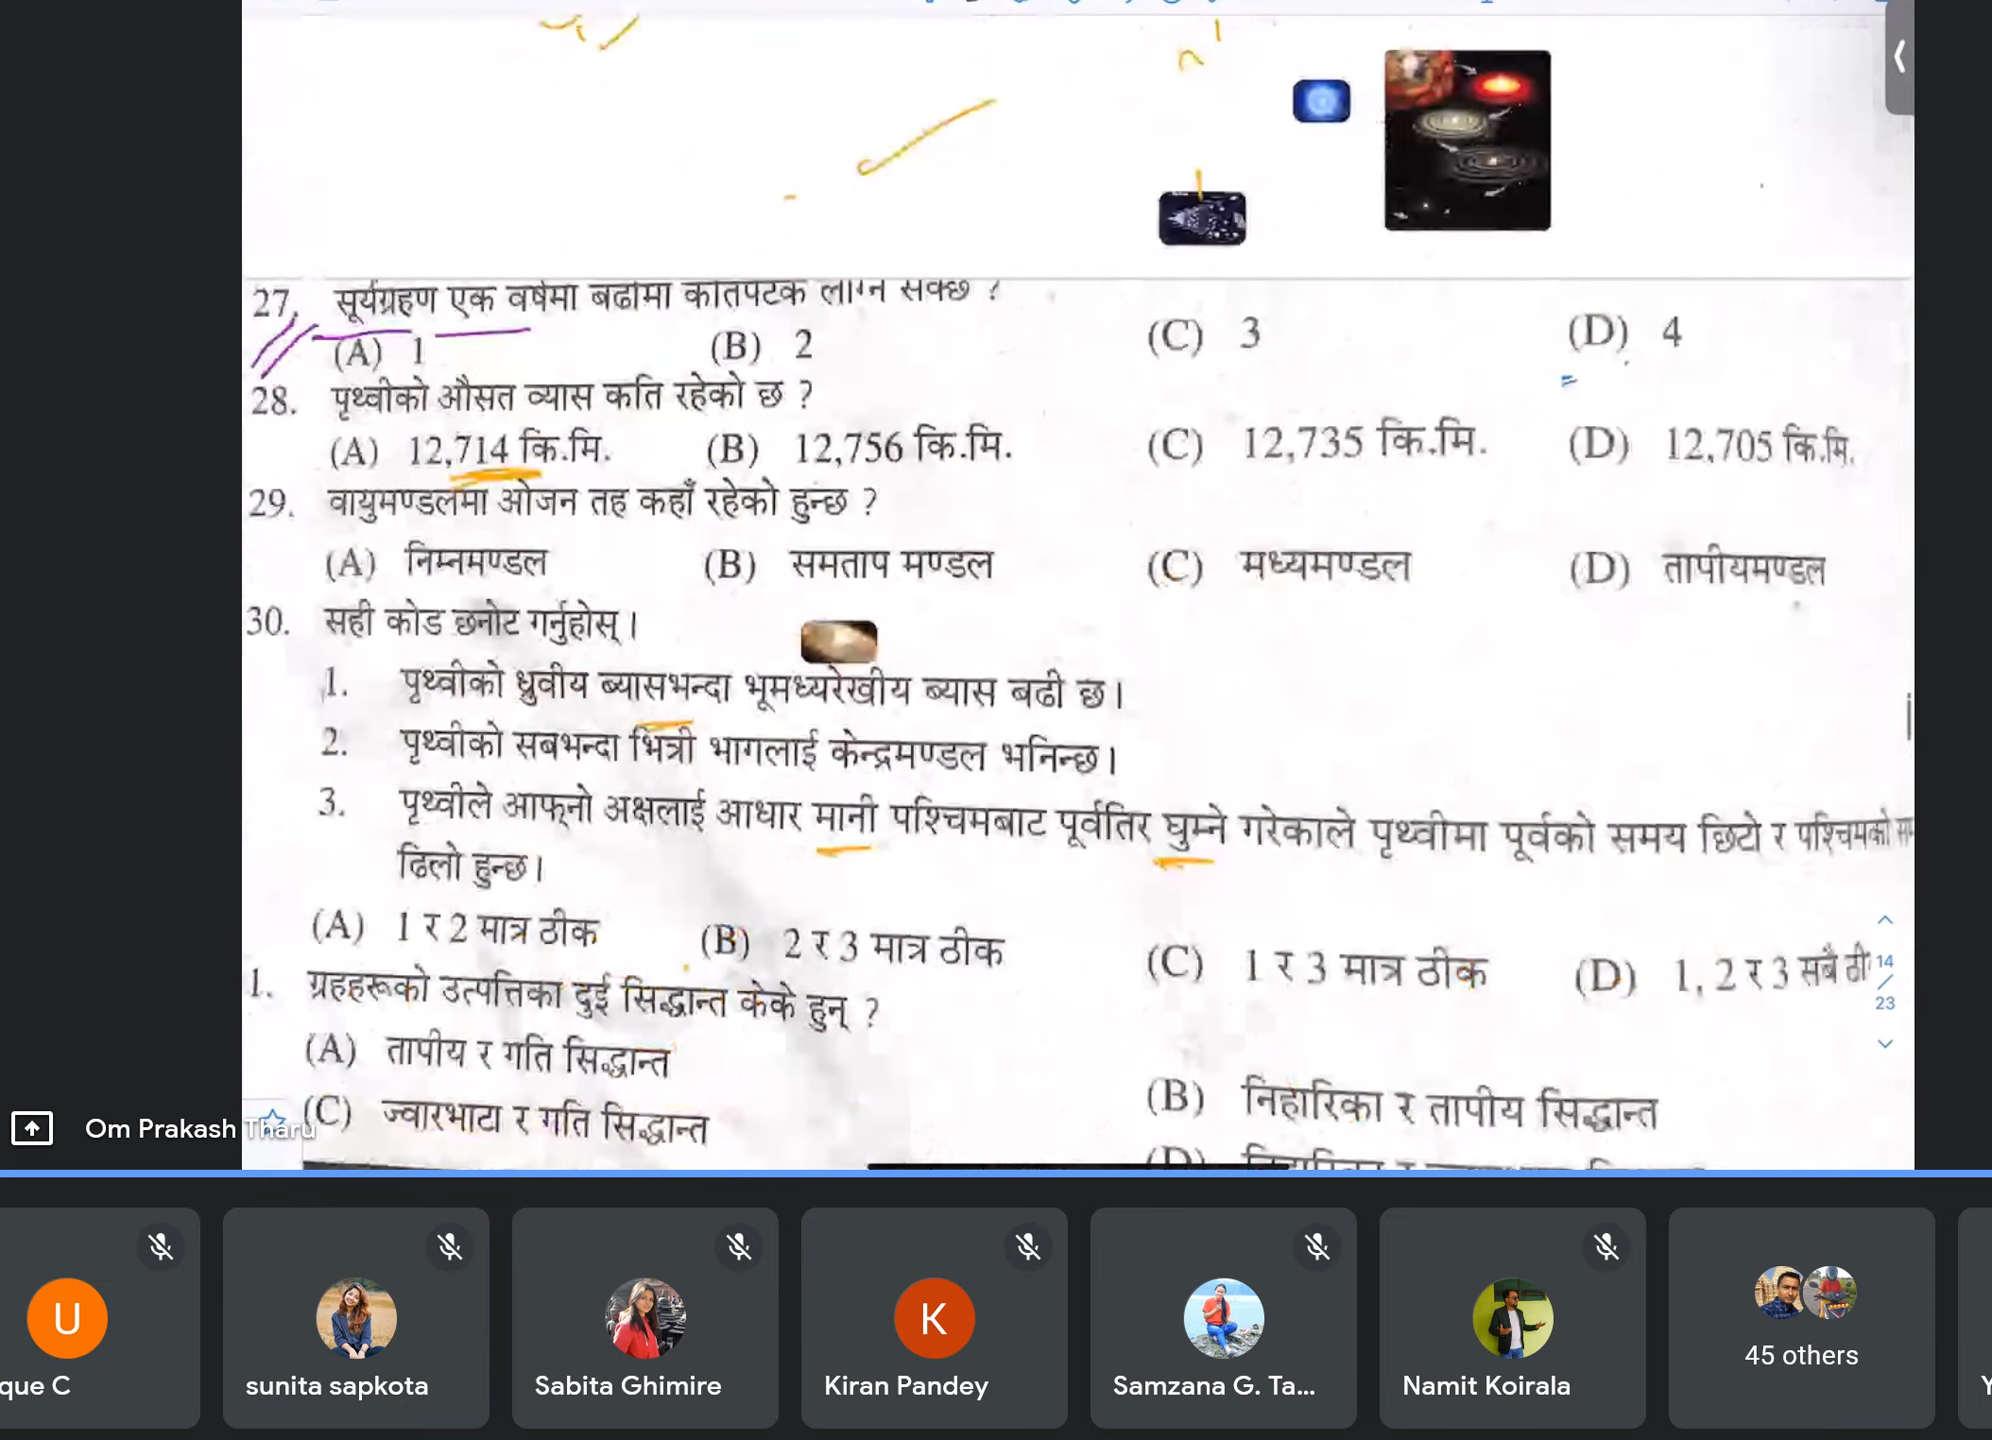 27. सूर्यग्रहण एक वर्षमा बढीमा कतिपटक लाग्न सक्छ ?
(A) 1 (B) 2 (C) 3 (D) 4
28. पृथ्वीको औसत व्यास कति रहेको छ ?
(A) 12,714 कि.मि. (B) 12,756 कि.मि. (C) 12,735 कि.मि. (D) 12,705 कि.मि.
29. वायुमण्डलमा ओजन तह कहाँ रहेको हुन्छ ?
(A) निम्नमण्डल (B) समताप मण्डल (C) मध्यमण्डल (D) तापीयमण्डल
30. सही कोड छनोट गर्नुहोस् ।
1. पृथ्वीको ध्रुवीय ब्यासभन्दा भूमध्यरेखीय ब्यास बढी छ ।
2. पृथ्वीको सबभन्दा भित्री भागलाई केन्द्रमण्डल भनिन्छ ।
3. पृथ्वीले आफ्नो अक्षलाई आधार मानी पश्चिमबाट पूर्वतिर घुम्ने गरेकाले पृथ्वीमा पूर्वको समय छिटो र पश्चिमको
ढिलो हुन्छ ।
(A) 1 र 2 मात्र ठीक (B) 2 र 3 मात्र ठीक (C) 1 र 3 मात्र ठीक (D) 1, 2 र 3 सबै
14
/
23
1. ग्रहहरूको उत्पत्तिका दुई सिद्धान्त केके हुन् ?
(A) तापीय र गति सिद्धान्त
(B) निहारिका र तापीय सिद्धान्त
(C) ज्वारभाटा र गति सिद्धान्त
Om Prakash Tharu
U K
que C sunita sapkota Sabita Ghimire Kiran Pandey Samzana G. Ta... Namit Koirala 45 others Y